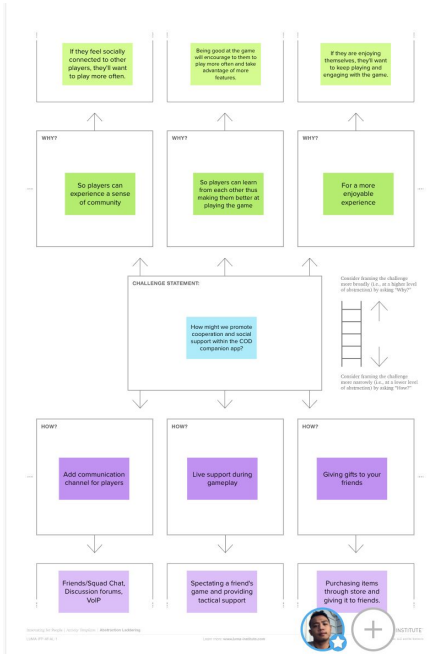 If they feel socially
connected to other
players, they'll want
to play more often.
Being good at the game
will encourage to them to
play more often and take
advantage of more
features.
If they are enjoying
themselves, they'll want
to keep playing and
engaging with the game.
WHY?
So players can
experience a sense
of community
WHY?
So players can learn
from each other thus
making them better at
playing the game
WHY?
For a more
enjoyable
experience
CHALLENGE STATEMENT:
How might we promote
cooperation and social
support within the COD
companion app?
Consider framing the challenge
more broadly (i.e., at a higher level
of abstraction) by asking "Why?"
Consider framing the challenge
more narrowly (i.e., at a lower level
of abstraction) by asking "How?"
HOW?
Add communication
channel for players
HOW?
Live support during
gameplay
HOW?
Giving gifts to your
friends
Friends/Squad Chat,
Discussion forums,
VoIP
Spectating a friend's
game and providing
tactical support
Purchasing items
through store and
giving it to friends.
INSTITUTE